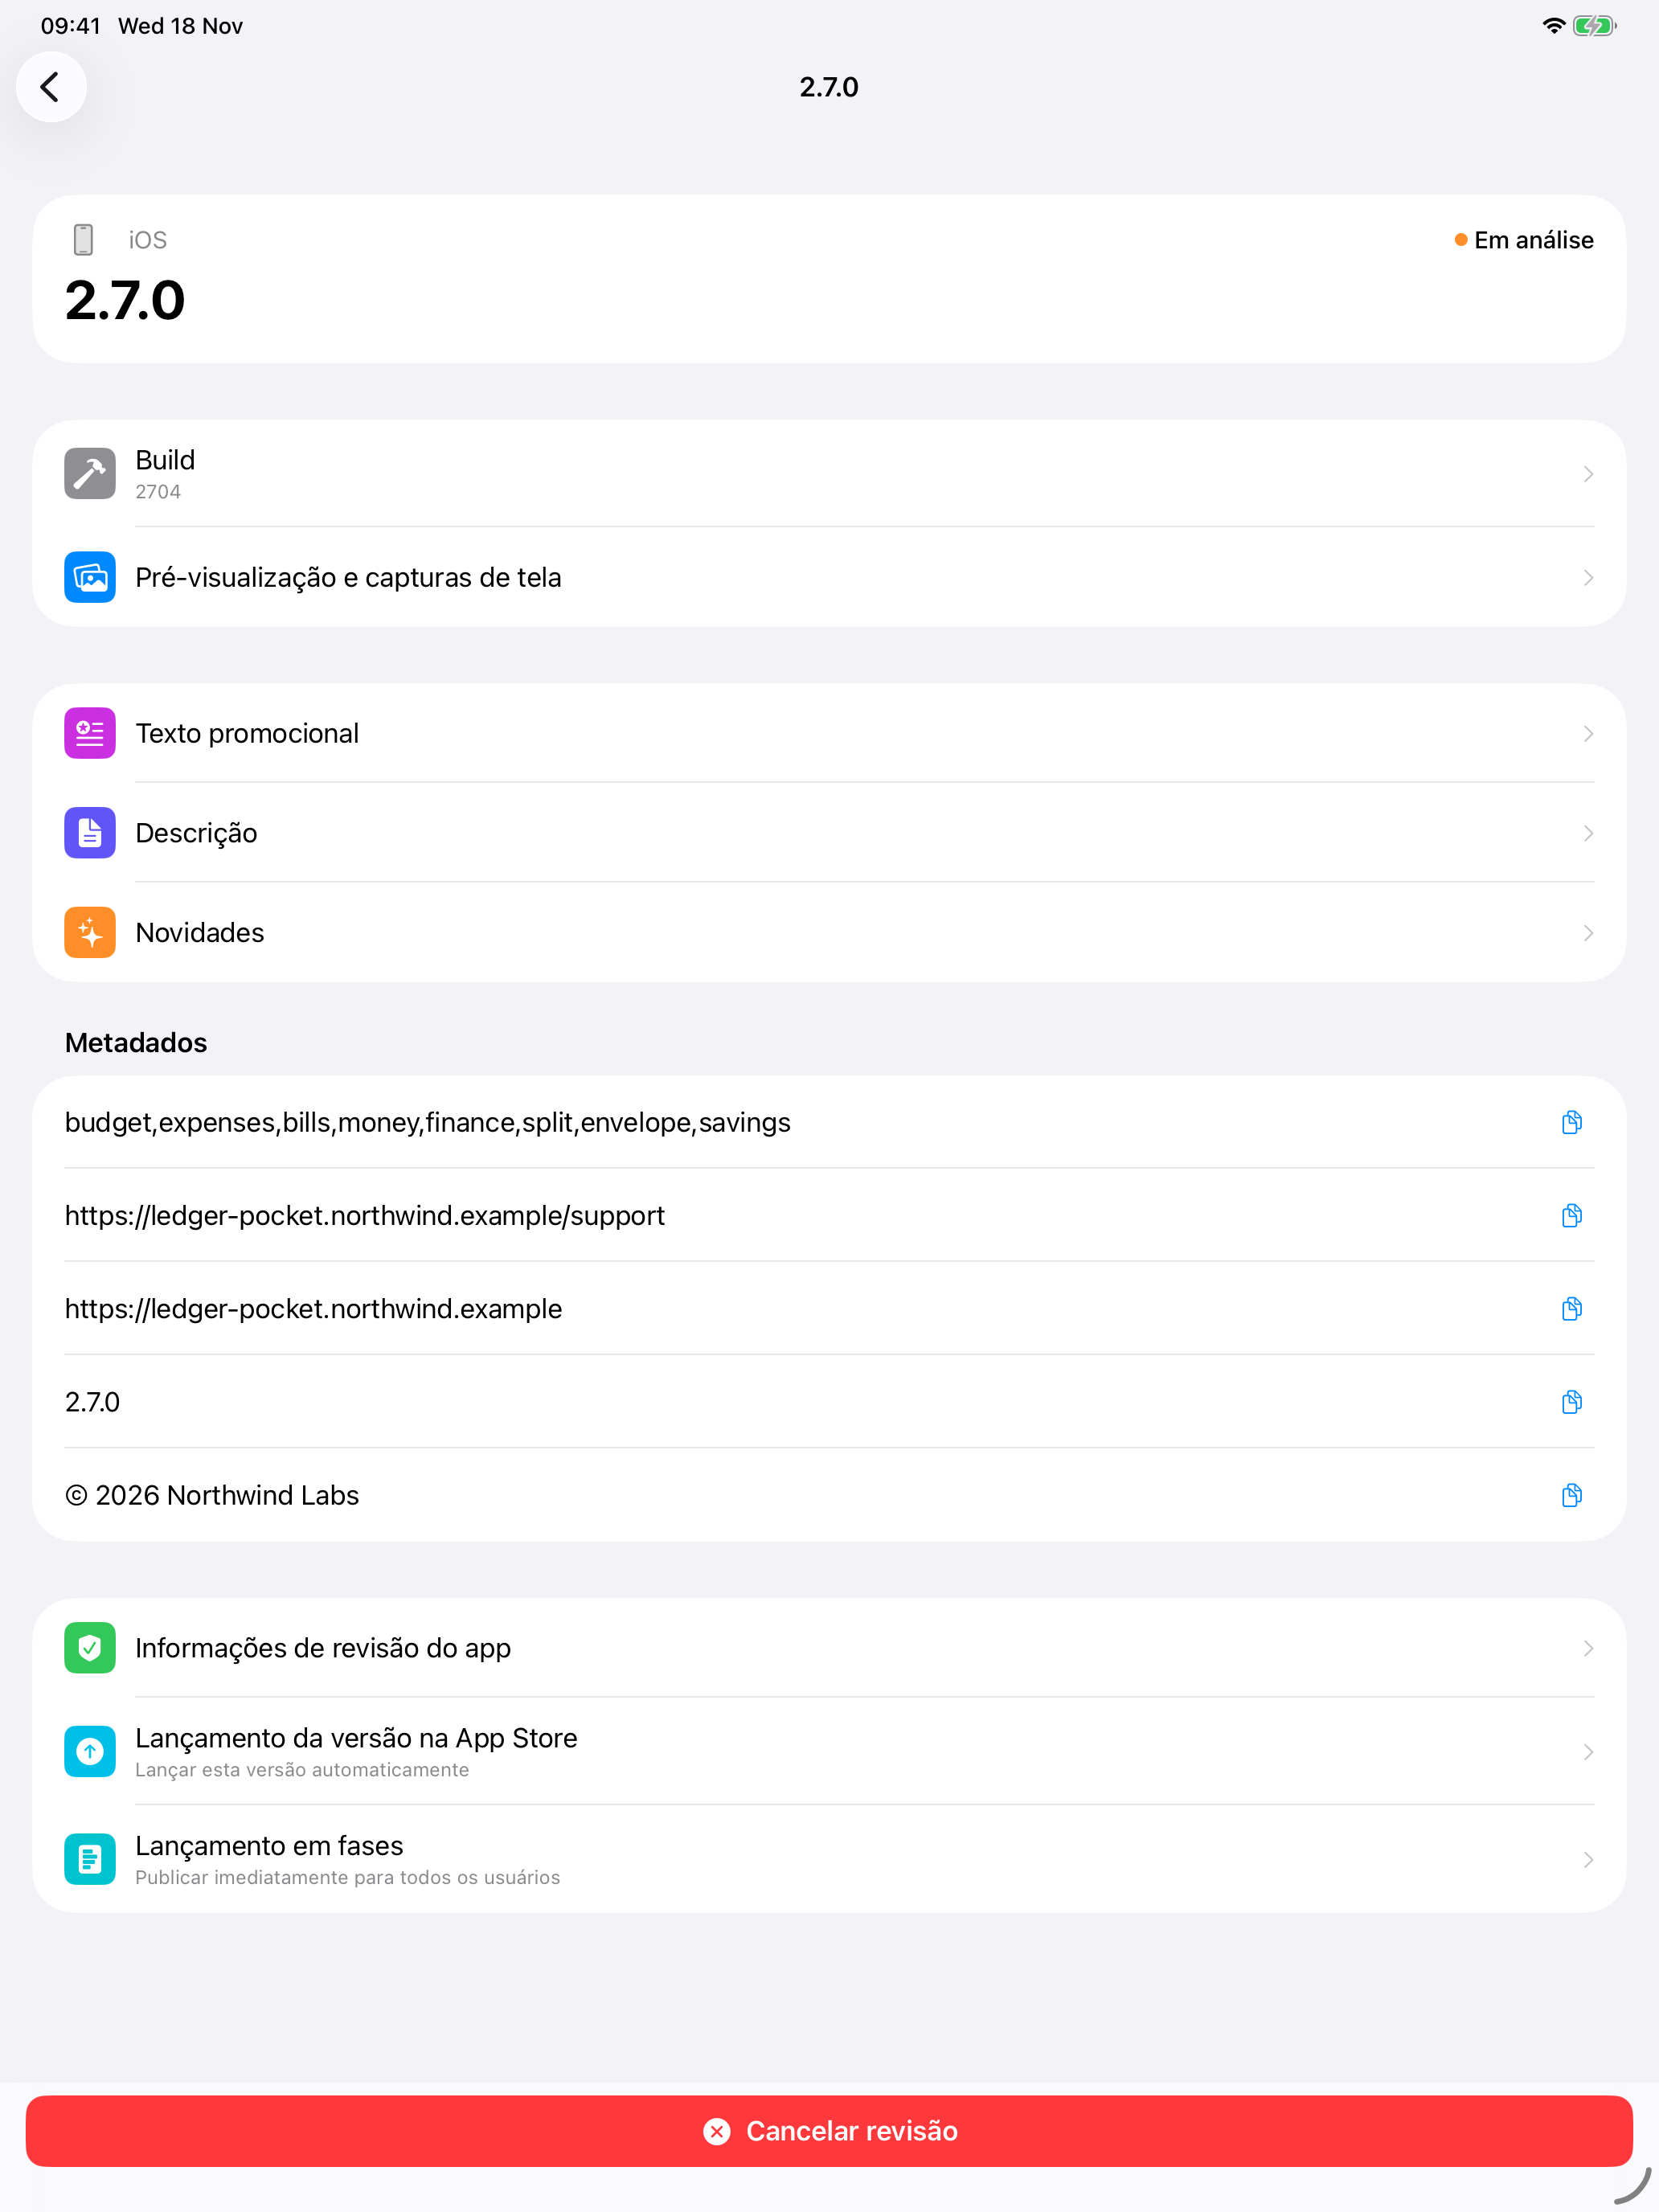 09:41 Wed 18 Nov
2.7.0
iOS
Em análise
2.7.0
Build
2704
Pré-visualização e capturas de tela
Texto promocional
Descrição
Novidades
Metadados
budget,expenses,bills,money,finance,split,envelope,savings
https://ledger-pocket.northwind.example/support
https://ledger-pocket.northwind.example
2.7.0
© 2026 Northwind Labs
Informações de revisão do app
Lançamento da versão na App Store
Lançar esta versão automaticamente
Lançamento em fases
Publicar imediatamente para todos os usuários
Cancelar revisão